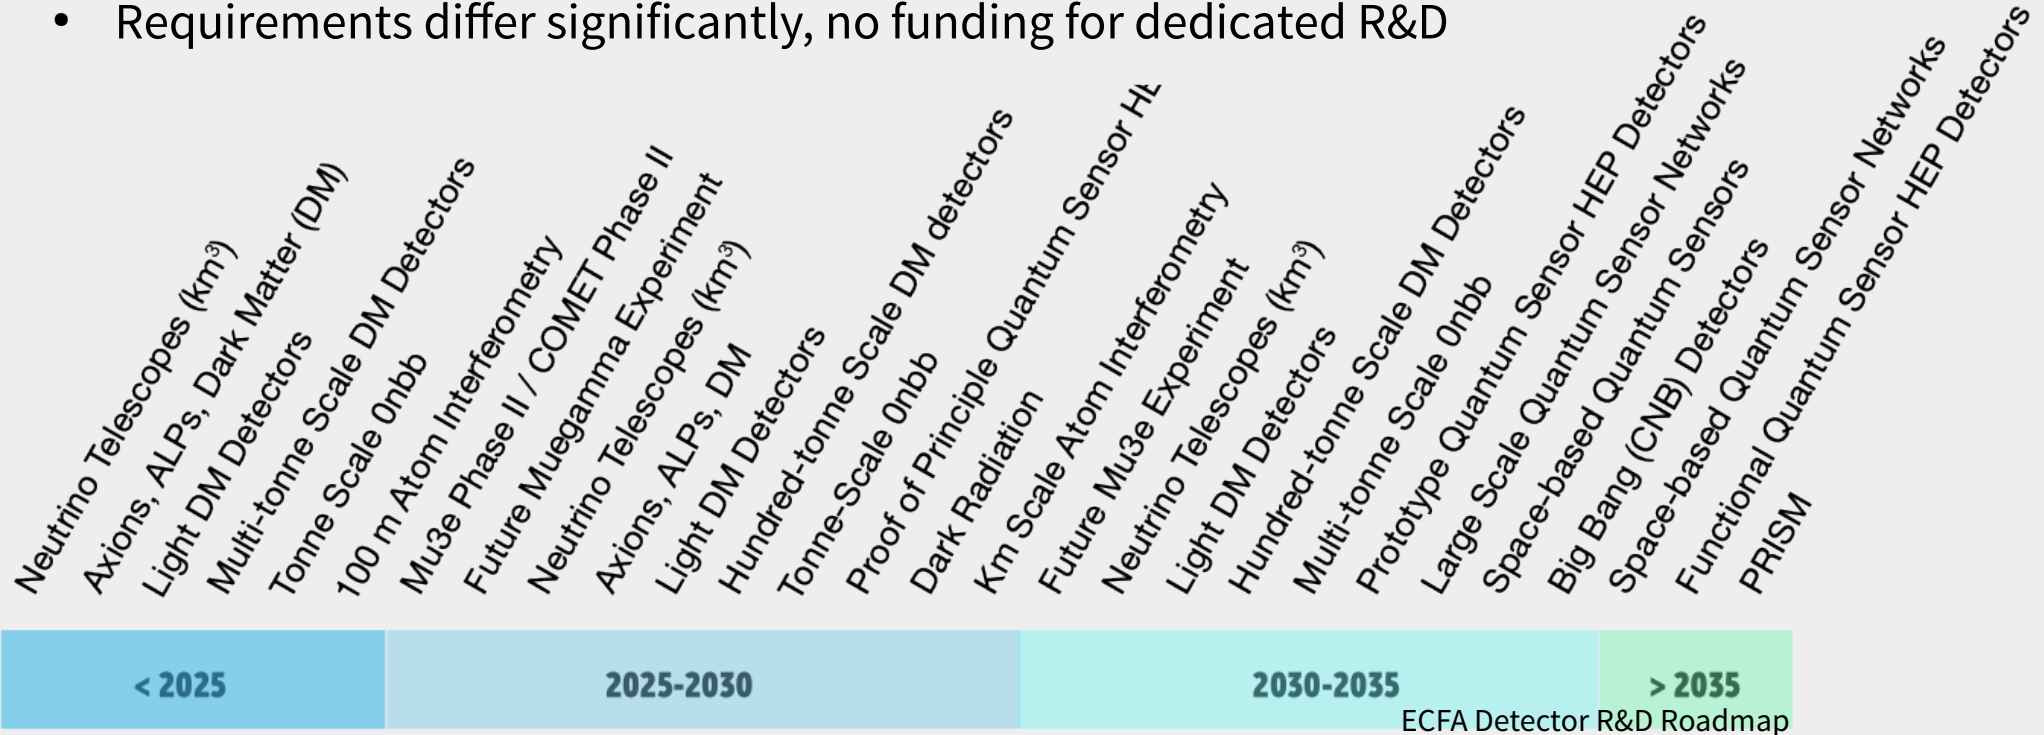 • Requirements differ significantly, no funding for dedicated R&D
Neutrino Telescopes (km³)
Axions, ALPs, Dark Matter (DM)
Light DM Detectors
Multi-tonne Scale DM Detectors
Tonne Scale 0nbb
100 m Atom Interferometry
Mu3e Phase II / COMET Phase II
Future Muegamma Experiment
Neutrino Telescopes (km³)
Axions, ALPs, DM
Light DM Detectors
Hundred-tonne Scale DM detectors
Tonne-Scale 0nbb
Proof of Principle Quantum Sensor
Dark Radiation
Km Scale Atom Interferometry
Future Mu3e Experiment
Neutrino Telescopes (km³)
Light DM Detectors
Hundred-tonne Scale DM Detectors
Multi-tonne Scale 0nbb
Prototype Quantum Sensor HEP Detectors
Large Scale Quantum Sensor Networks
Space-based Quantum Sensors
Big Bang (CNB) Detectors
Space-based Quantum Sensor Networks
Functional Quantum Sensor HEP Detectors
PRISM
< 2025
2025-2030
2030-2035
> 2035
ECFA Detector R&D Roadmap